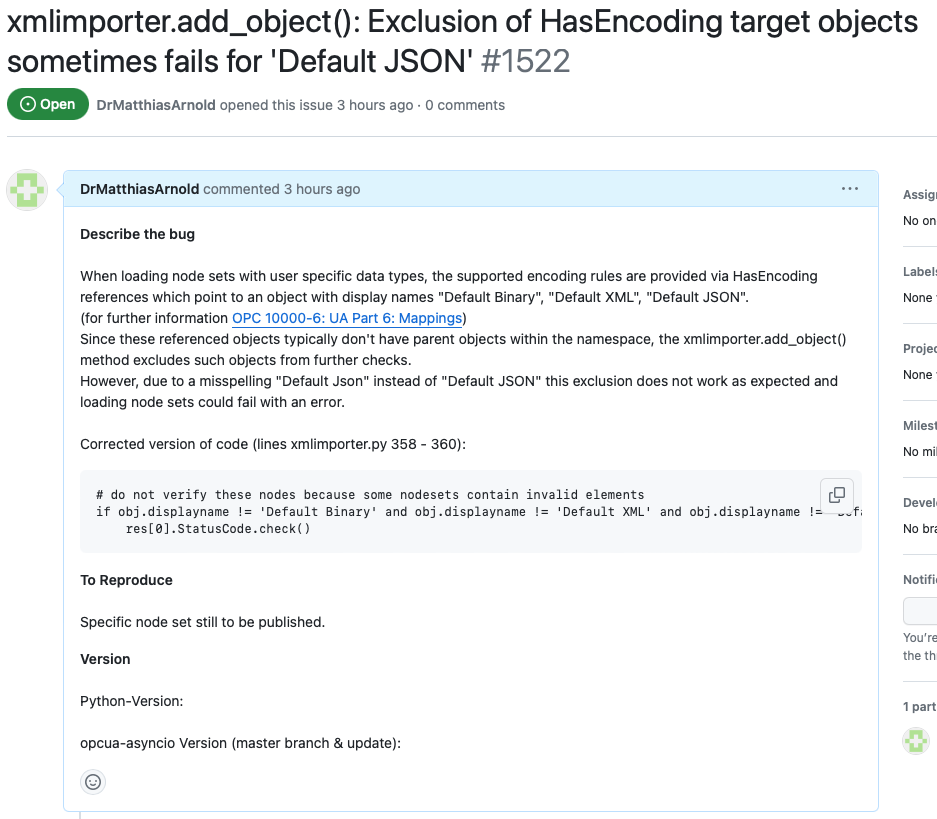 xmlimporter.add_object(): Exclusion of HasEncoding target objects
sometimes fails for 'Default JSON' #1522
Open DrMatthiasArnold opened this issue 3 hours ago · 0 comments
DrMatthiasArnold commented 3 hours ago
Describe the bug
When loading node sets with user specific data types, the supported encoding rules are provided via HasEncoding
references which point to an object with display names "Default Binary", "Default XML", "Default JSON".
(for further information OPC 10000-6: UA Part 6: Mappings)
Since these referenced objects typically don't have parent objects within the namespace, the xmlimporter.add_object()
method excludes such objects from further checks.
However, due to a misspelling "Default Json" instead of "Default JSON" this exclusion does not work as expected and
loading node sets could fail with an error.
Corrected version of code (lines xmlimporter.py 358 - 360):
# do not verify these nodes because some nodesets contain invalid elements
if obj.displayname != 'Default Binary' and obj.displayname != 'Default XML' and obj.displayname !=
res[0].StatusCode.check()
To Reproduce
Specific node set still to be published.
Version
Python-Version:
opcua-asyncio Version (master branch & update):
No on
None
None
No mi
No bra
You're
the th
1 part